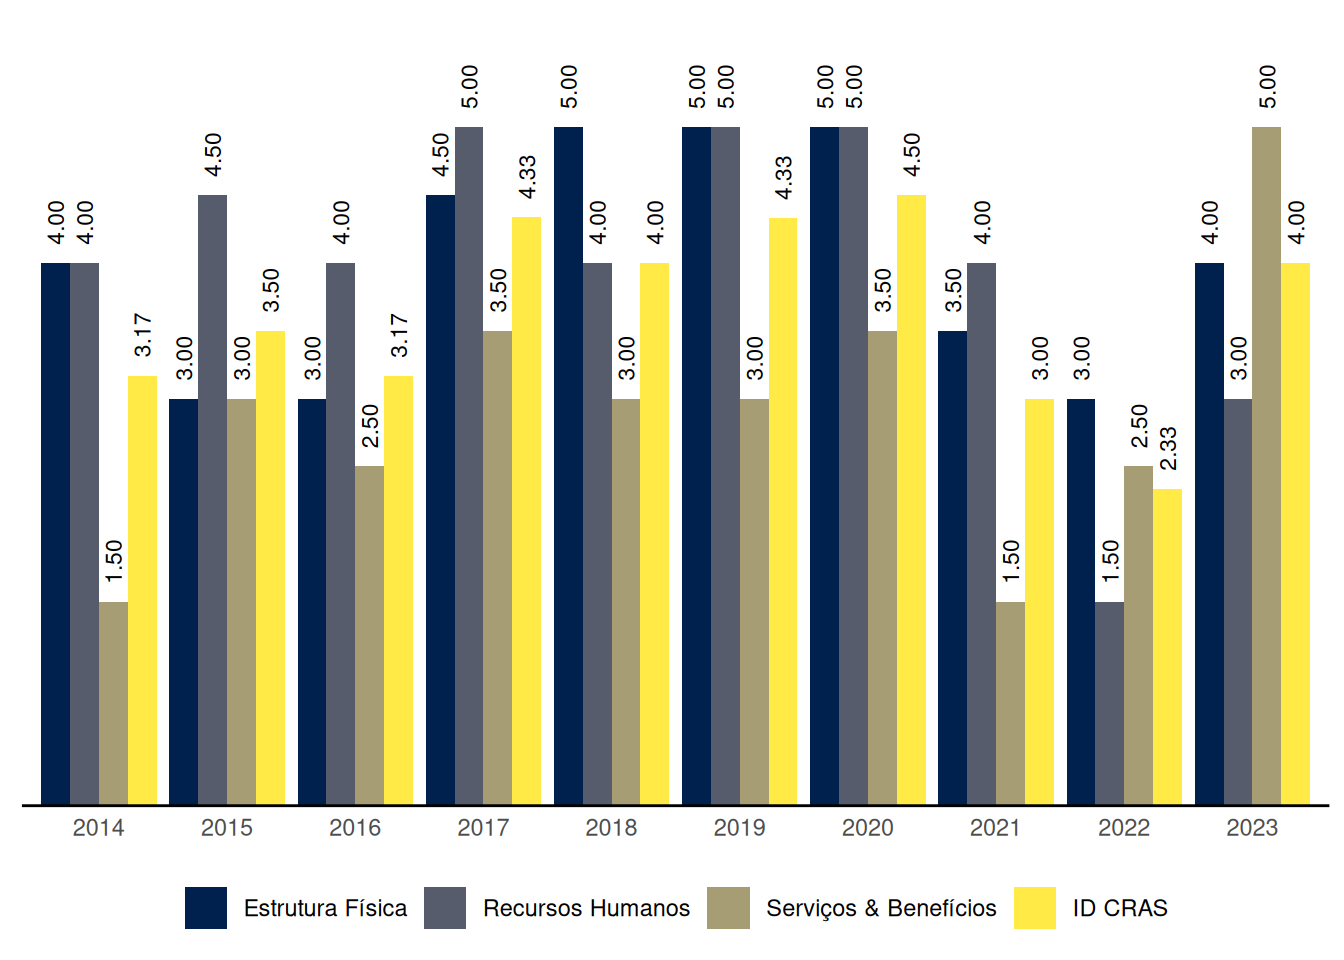 4.00 4.00 1.50 3.17
3.00 4.50 3.00 3.50
3.00 4.00 2.50 3.17
4.50 5.00 3.50 4.33
5.00 4.00 3.00 4.00
5.00 5.00 3.00 4.33
5.00 5.00 3.50 4.50
3.50 4.00 1.50 3.00
3.00 1.50 2.50 2.33
4.00 3.00 5.00 4.00
2014 2015 2016 2017 2018 2019 2020 2021 2022 2023
Estrutura Física Recursos Humanos Serviços & Benefícios ID CRAS